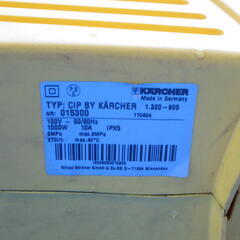 KÄRCHER
Made in Germany
TYP: CIP BY KÄRCHER 1.320-905
NR: 015300 110404
100V ~ 50/60Hz
1000W 10A IPX5
6MPa max.8MPa
270l/h max.40°C
Alfred Kärcher GmbH & Co.KG D-71364 Winnenden